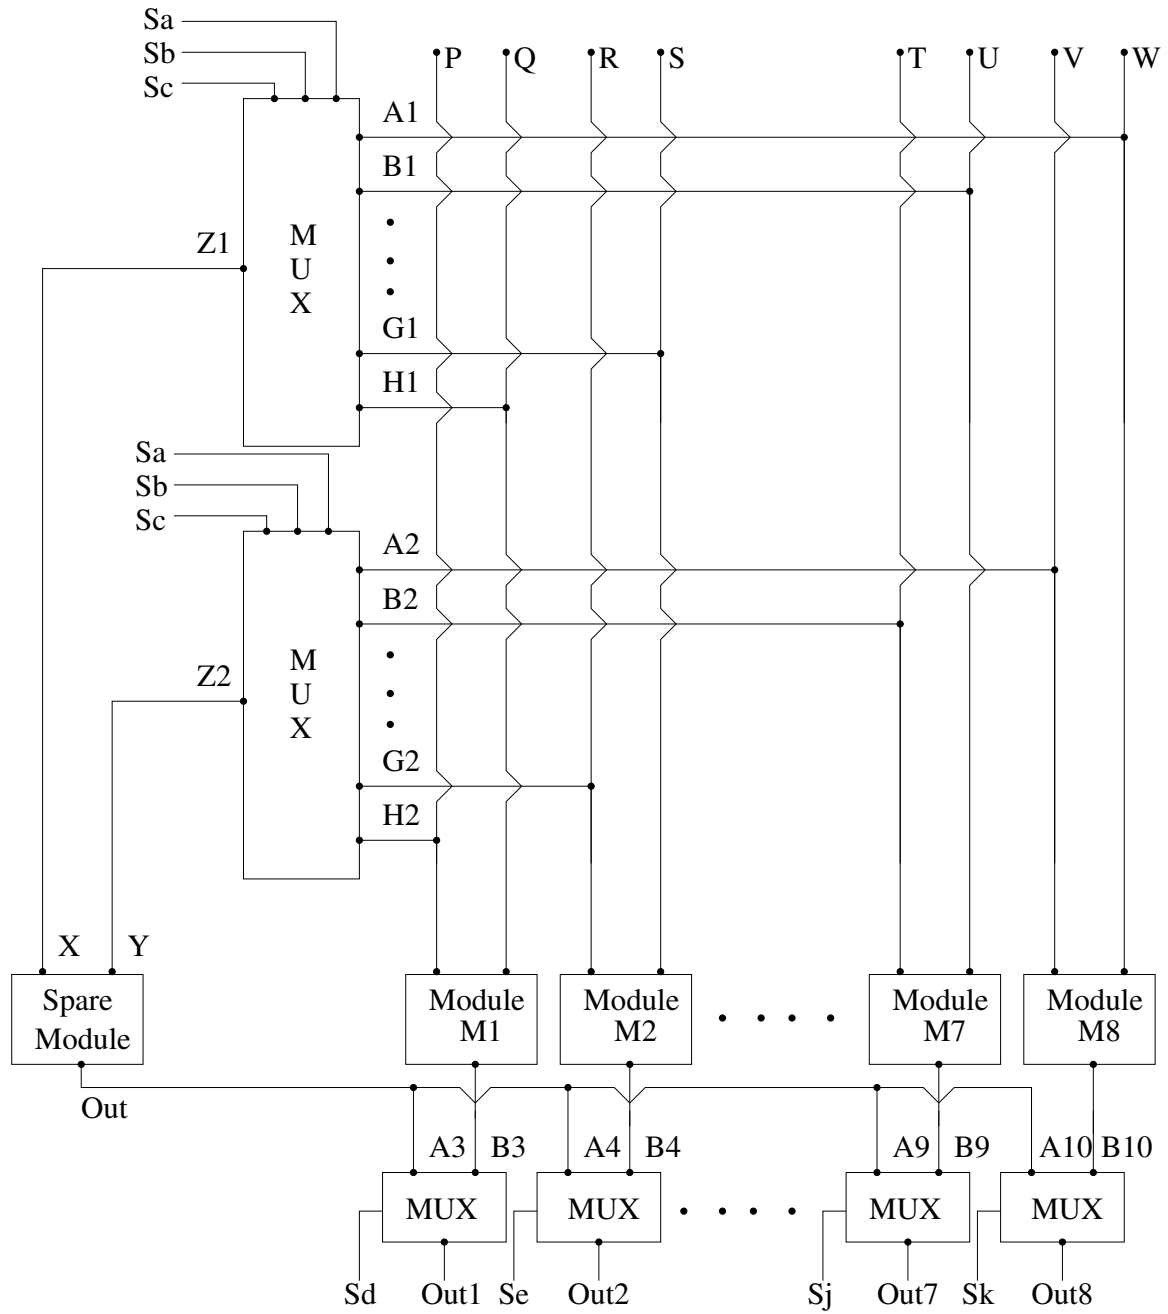 Sa
Sb
Sc
P Q R S T U V W
A1
B1
Z1
M
U
X
G1
H1
Sa
Sb
Sc
A2
B2
Z2
M
U
X
G2
H2
X Y
Spare
Module
Module
M1
Module
M2
Module
M7
Module
M8
Out
A3 B3 A4 B4 A9 B9 A10 B10
MUX MUX MUX MUX
Sd Out1 Se Out2 Sj Out7 Sk Out8